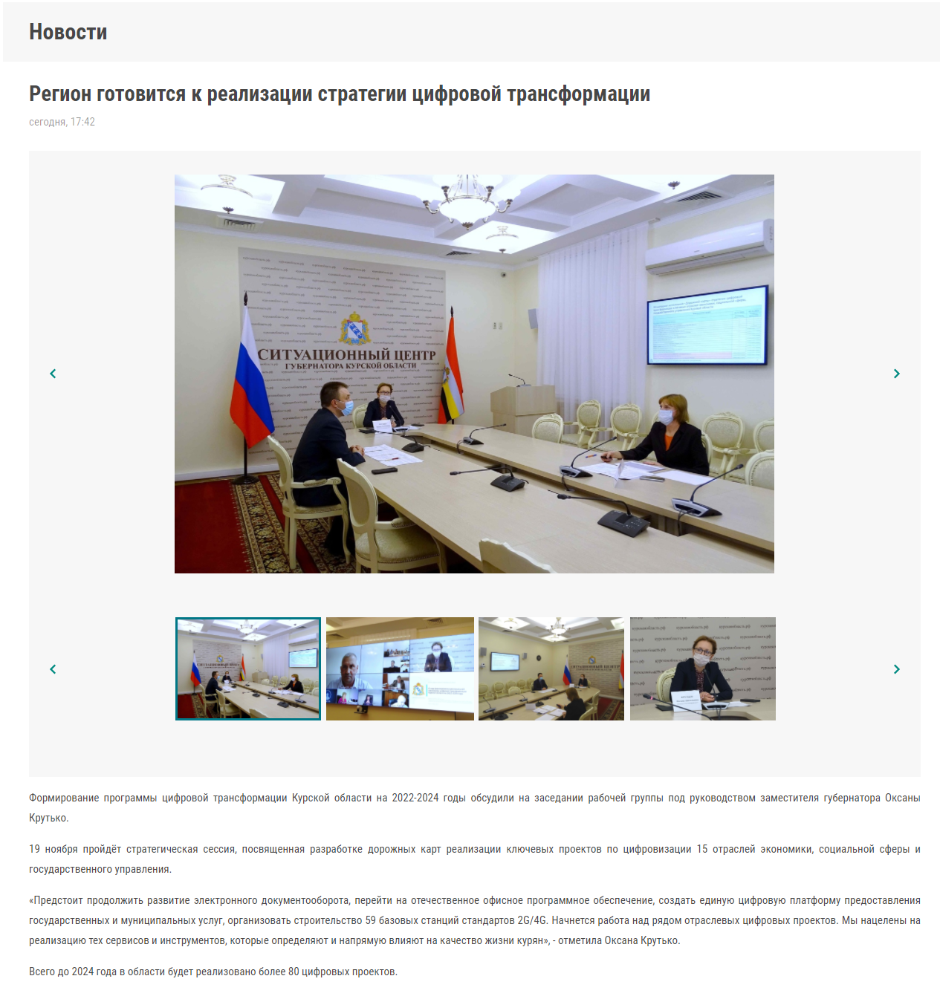 Новости
Регион готовится к реализации стратегии цифровой трансформации
сегодня, 17:42
СИТУАЦИОННЫЙ ЦЕНТР
ГУБЕРНАТОРА КУРСКОЙ ОБЛАСТИ
Формирование программы цифровой трансформации Курской области на 2022-2024 годы обсудили на заседании рабочей группы под руководством заместителя губернатора Оксаны
Крутько.
19 ноября пройдёт стратегическая сессия, посвященная разработке дорожных карт реализации ключевых проектов по цифровизации 15 отраслей экономики, социальной сферы и
государственного управления.
«Предстоит продолжить развитие электронного документооборота, перейти на отечественное офисное программное обеспечение, создать единую цифровую платформу предоставления
государственных и муниципальных услуг, организовать строительство 59 базовых станций стандартов 2G/4G. Начнется работа над рядом отраслевых цифровых проектов. Мы нацелены на
реализацию тех сервисов и инструментов, которые определяют и напрямую влияют на качество жизни курян», - отметила Оксана Крутько.
Всего до 2024 года в области будет реализовано более 80 цифровых проектов.